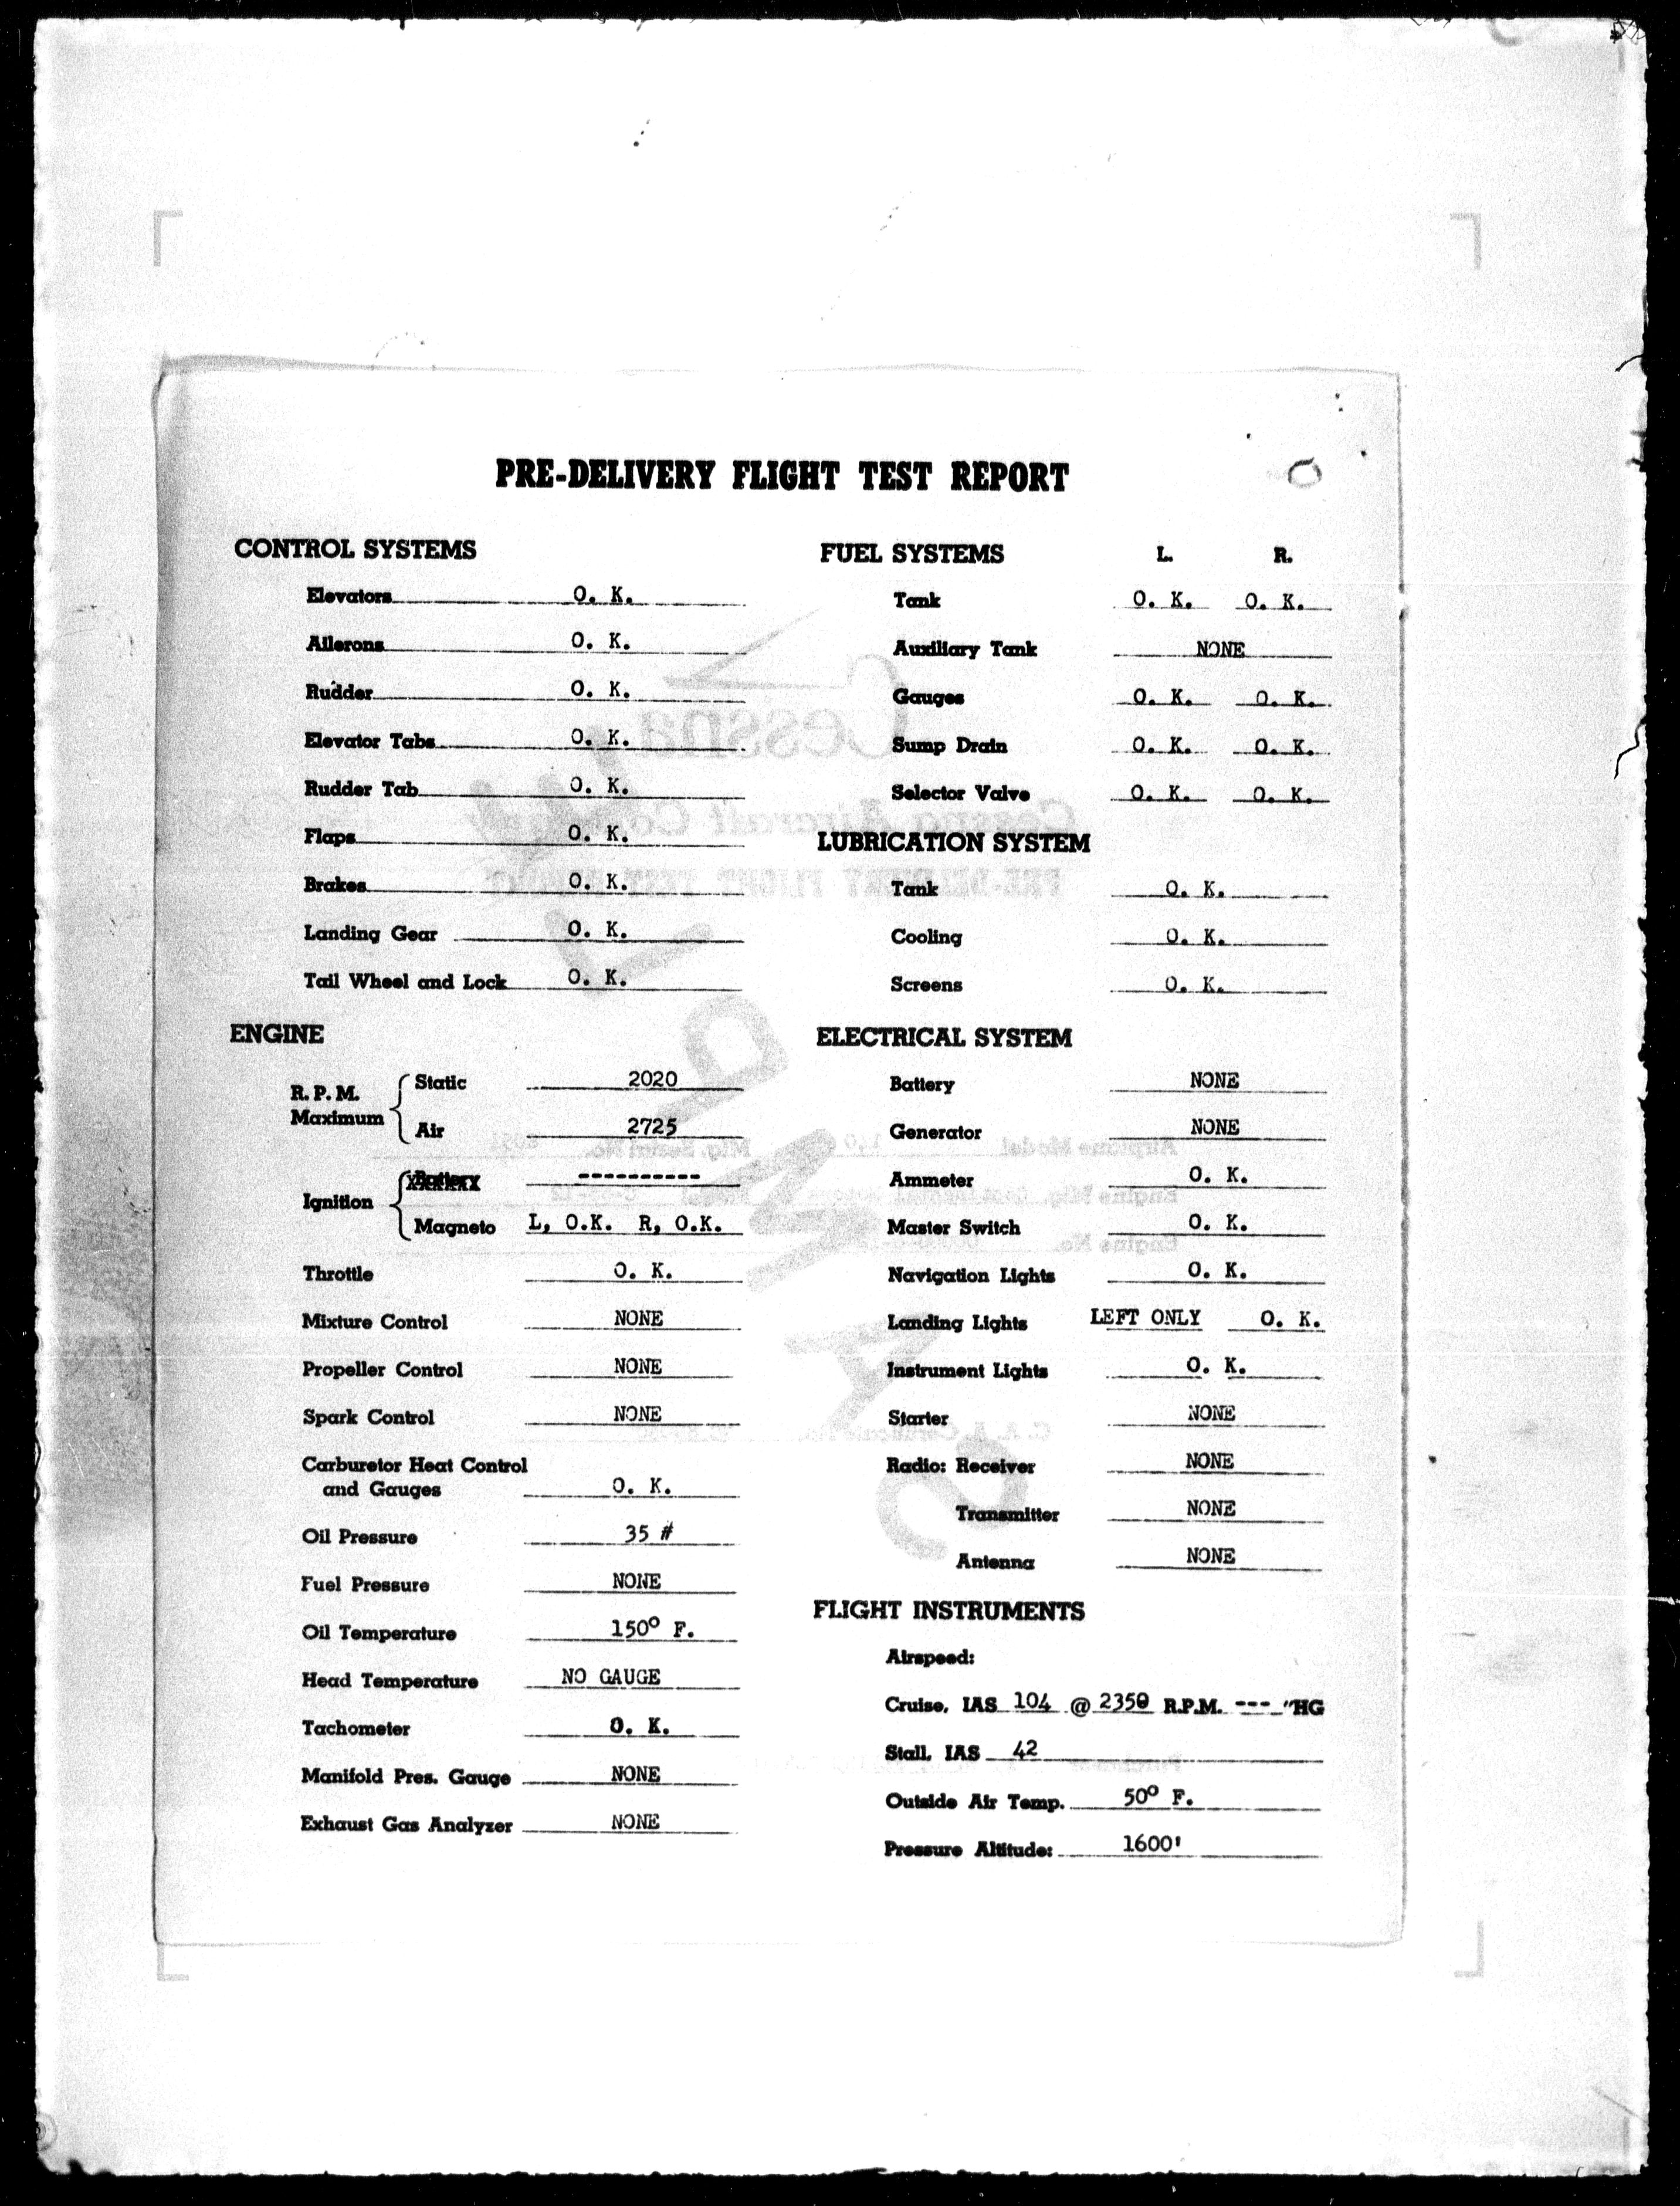 PRE-DELIVERY FLIGHT TEST REPORT
CONTROL SYSTEMS
Elevators O. K.
Ailerons O. K.
Rudder O. K.
Elevator Tabs O. K.
Rudder Tab O. K.
Flaps O. K.
Brakes O. K.
Landing Gear O. K.
Tail Wheel and Lock O. K.
ENGINE
R. P. M. Maximum
Static 2020
Air 2725
Ignition
Battery ----------
Magneto L, O.K. R, O.K.
Throttle O. K.
Mixture Control NONE
Propeller Control NONE
Spark Control NONE
Carburetor Heat Control
and Gauges O. K.
Oil Pressure 35 #
Fuel Pressure NONE
Oil Temperature 150° F.
Head Temperature NO GAUGE
Tachometer O. K.
Manifold Pres. Gauge NONE
Exhaust Gas Analyzer NONE
FUEL SYSTEMS L. R.
Tank O. K. O. K.
Auxiliary Tank NONE
Gauges O. K. O. K.
Sump Drain O. K. O. K.
Selector Valve O. K. O. K.
LUBRICATION SYSTEM
Tank O. K.
Cooling O. K.
Screens O. K.
ELECTRICAL SYSTEM
Battery NONE
Generator NONE
Ammeter O. K.
Master Switch O. K.
Navigation Lights O. K.
Landing Lights LEFT ONLY O. K.
Instrument Lights O. K.
Starter NONE
Radio: Receiver NONE
Transmitter NONE
Antenna NONE
FLIGHT INSTRUMENTS
Airspeed:
Cruise, IAS 104 @ 2350 R.P.M. --- "HG
Stall, IAS 42
Outside Air Temp. 50° F.
Pressure Altitude: 1600'